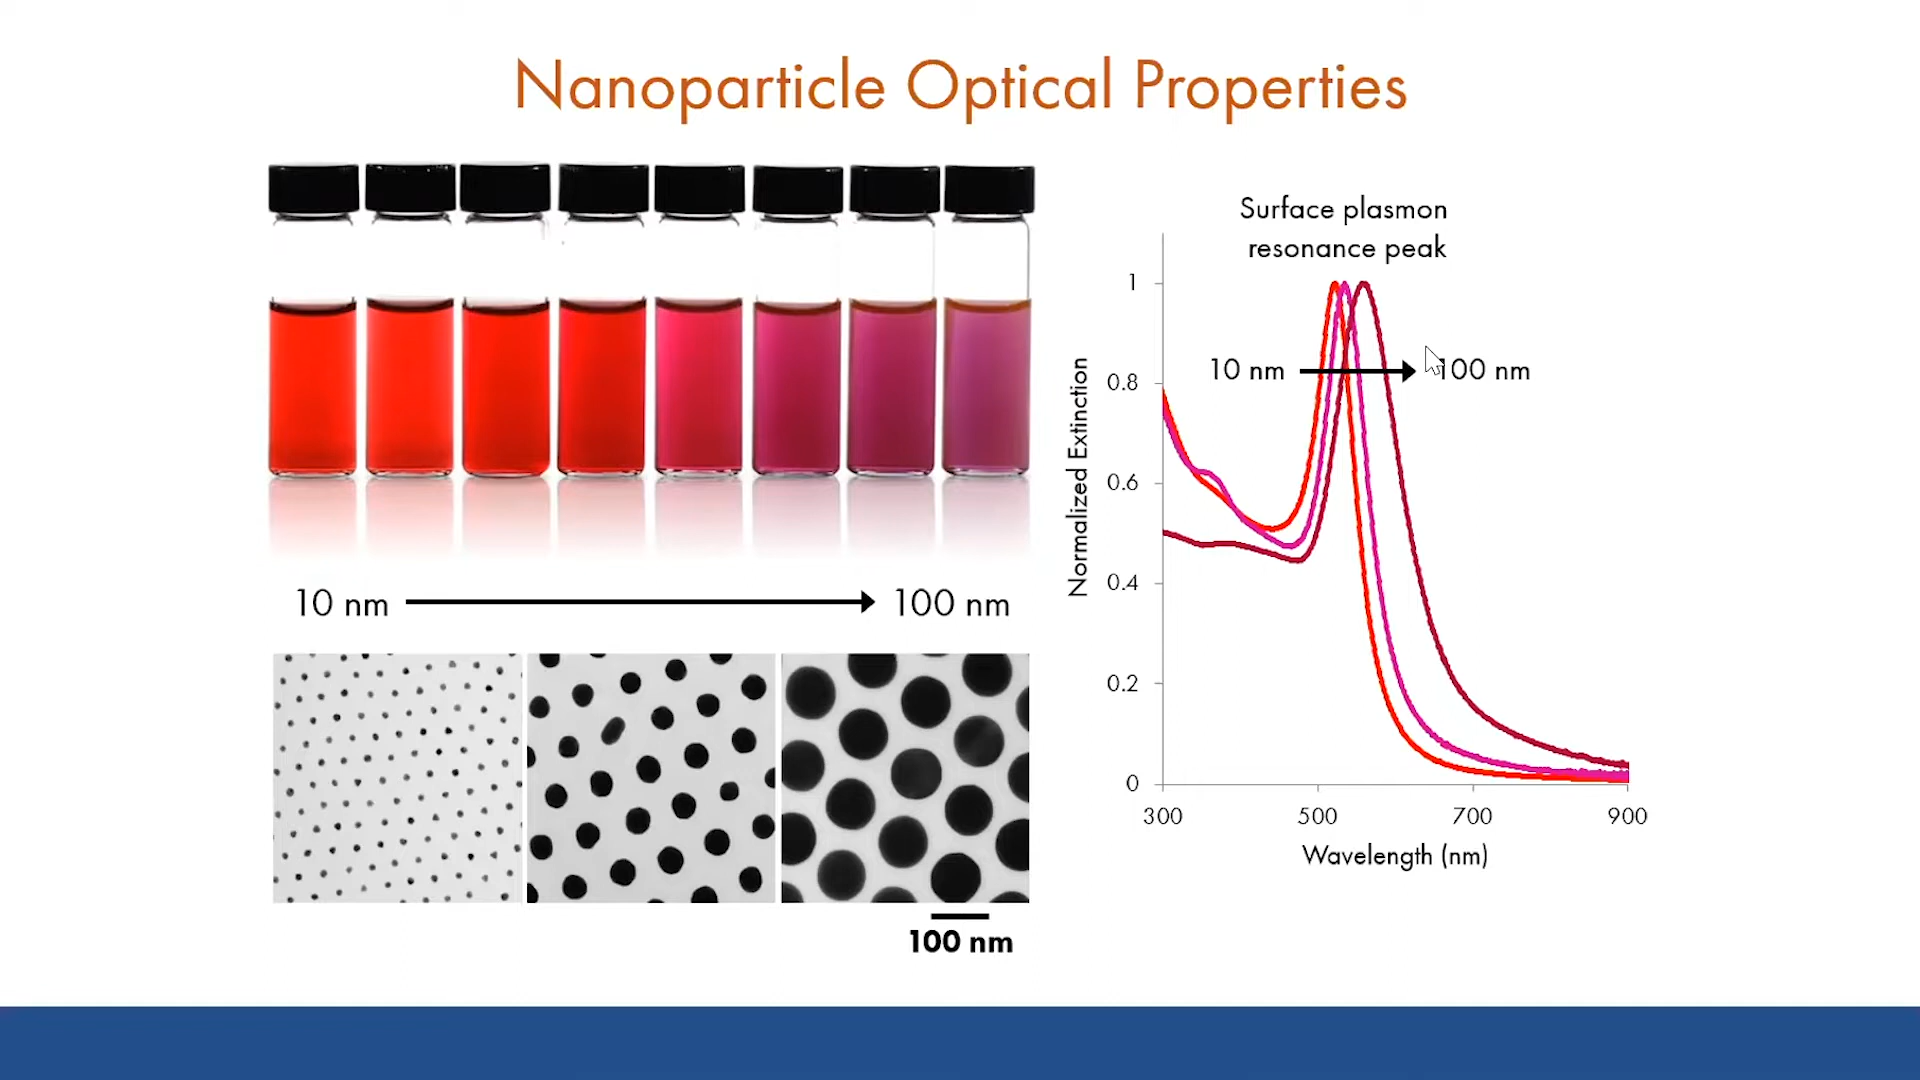 Nanoparticle Optical Properties
10 nm
100 nm
100 nm
Surface plasmon
resonance peak
10 nm
100 nm
Normalized Extinction
1
0.8
0.6
0.4
0.2
0
300
500
700
900
Wavelength (nm)